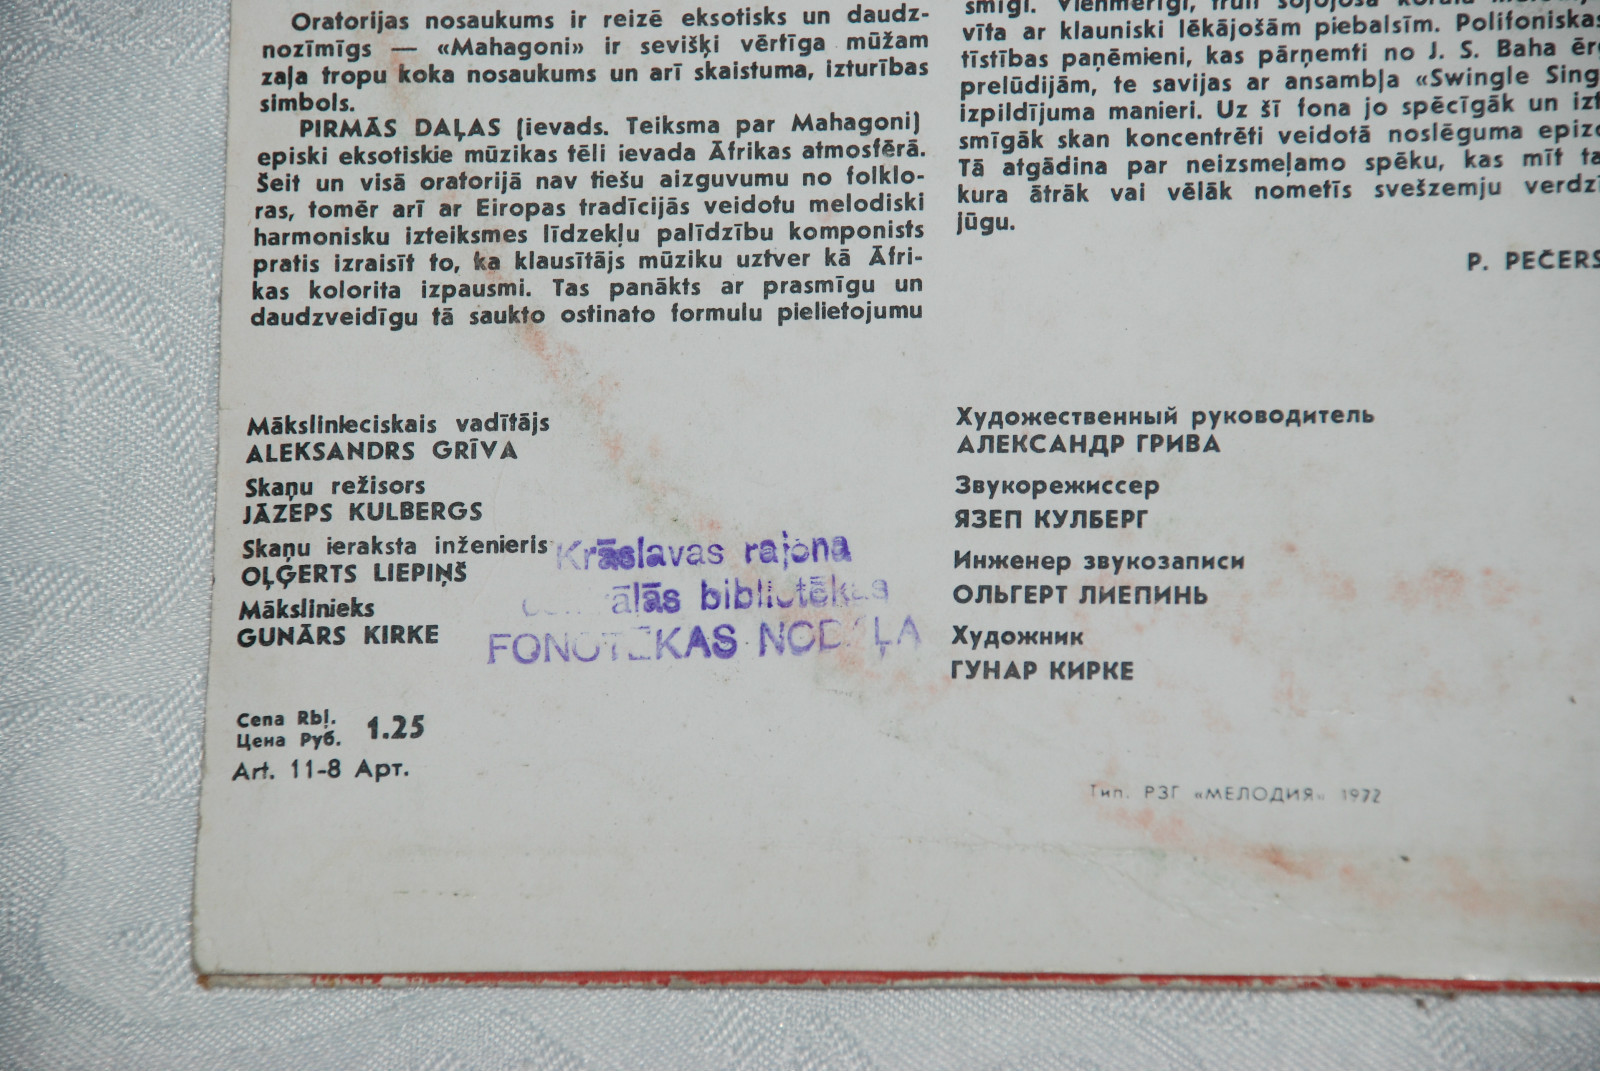 Oratorijas nosaukums ir reizē eksotisks un daudz-
nozīmīgs — «Mahagoni» ir sevišķi vērtīga mūžam
zaļa tropu koka nosaukums un arī skaistuma, izturības
simbols.
PIRMĀS DAĻAS (ievads. Teiksma par Mahagoni)
episki eksotiskie mūzikas tēli ievada Āfrikas atmosfērā.
Šeit un visā oratorijā nav tiešu aizguvumu no folklo-
ras, tomēr arī ar Eiropas tradīcijās veidotu melodiski
harmonisku izteiksmes līdzekļu palīdzību komponists
pratis izraisīt to, ka klausītājs mūziku uztver kā Āfri-
kas kolorita izpausmi. Tas panākts ar prasmīgu un
daudzveidīgu tā saukto ostinato formulu pielietojumu
smīgi. Vienmērīgi,
vīta ar klauniski lēkājošām piebalsīm. Polifoniskas
tīstības paņēmieni, kas pārņemti no J. S. Baha
prelūdijām, te savijas ar ansambļa «Swingle
izpildījuma manieri. Uz šī fona jo spēcīgāk un
smīgāk skan koncentrēti veidotā noslēguma
Tā atgādina par neizsmeļamo spēku, kas mīt
kura ātrāk vai vēlāk nometīs svešzemju
jūgu.
P. PEČERS
Mākslinieciskais vadītājs
ALEKSANDRS GRĪVA
Skaņu režisors
JĀZEPS KULBERGS
Skaņu ieraksta inženieris
OĻĢERTS LIEPIŅŠ
Mākslinieks
GUNĀRS KIRKE
Krāslavas rajona
ālās bibliotēkas
FONOTĒKAS NODAĻA
Художественный руководитель
АЛЕКСАНДР ГРИВА
Звукорежиссер
ЯЗЕП КУЛБЕРГ
Инженер звукозаписи
ОЛЬГЕРТ ЛИЕПИНЬ
Художник
ГУНАР КИРКЕ
Cena Rbļ.
Цена Руб. 1.25
Art. 11-8 Арт.
Тип. РЗГ «МЕЛОДИЯ» 1972